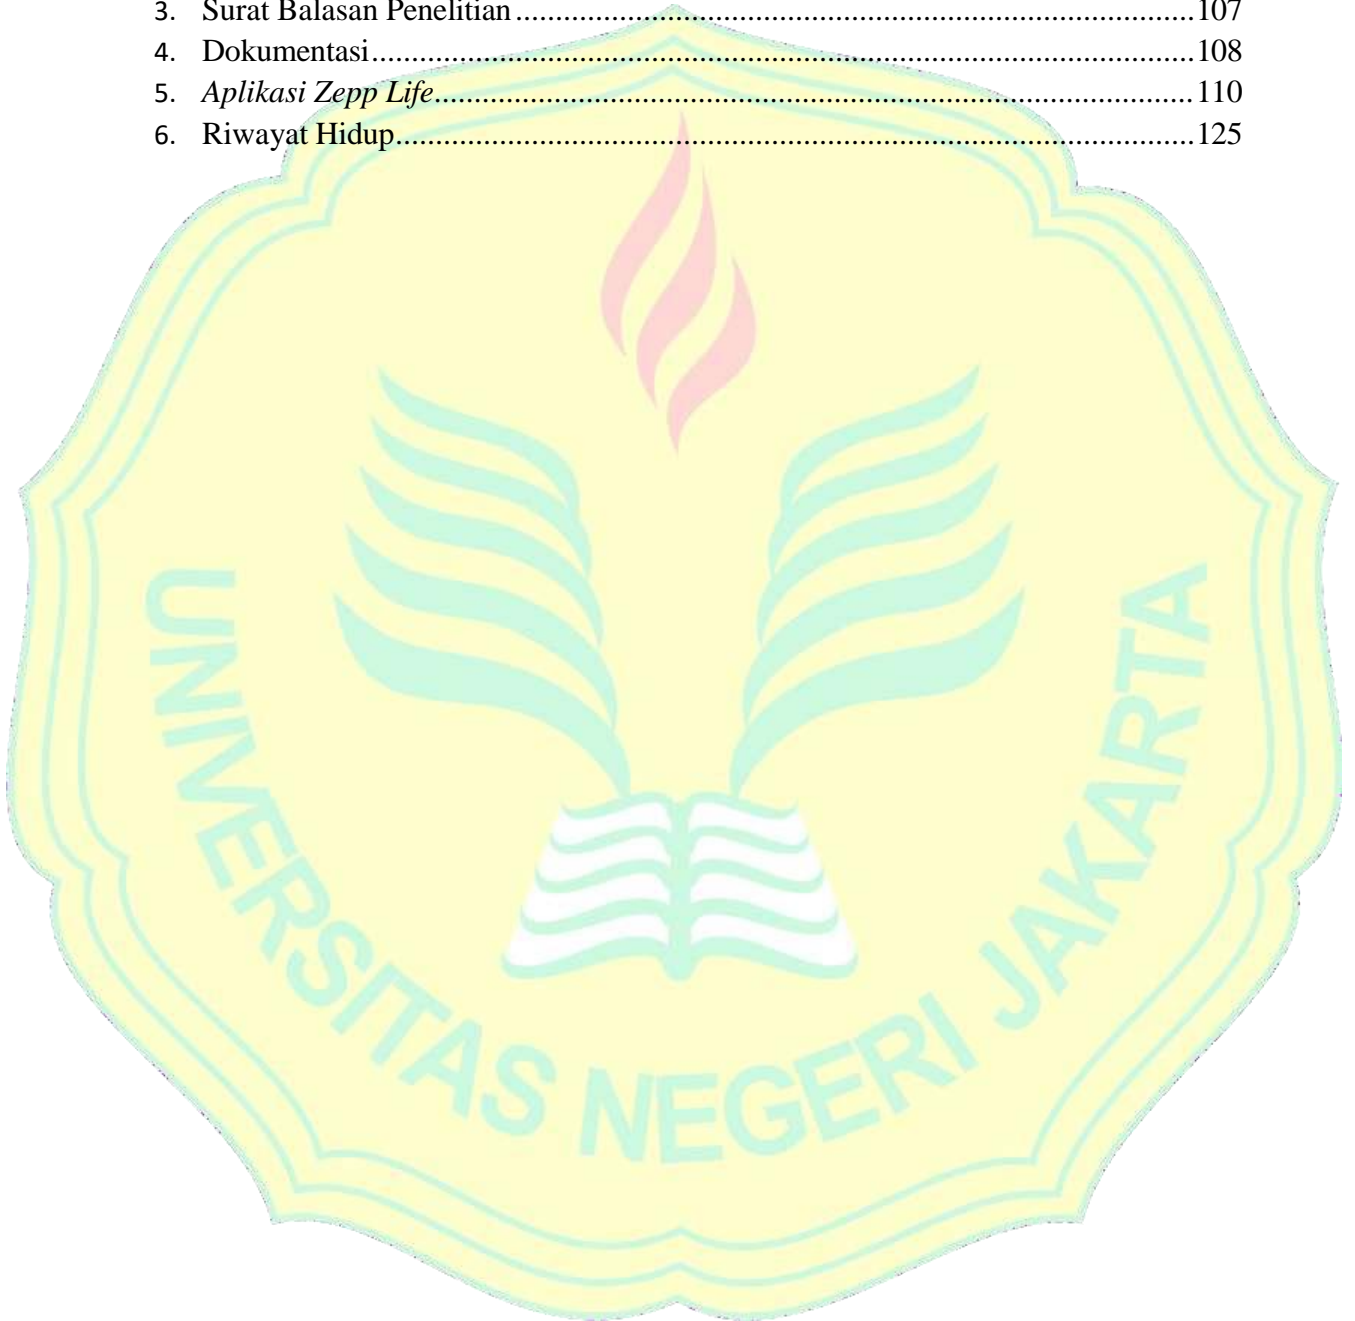 3. Surat Balasan Penelitian...................................................................................107
4. Dokumentasi.....................................................................................................108
5. Aplikasi Zepp Life.............................................................................................110
6. Riwayat Hidup..................................................................................................125
UNIVERSITAS NEGERI JAKARTA